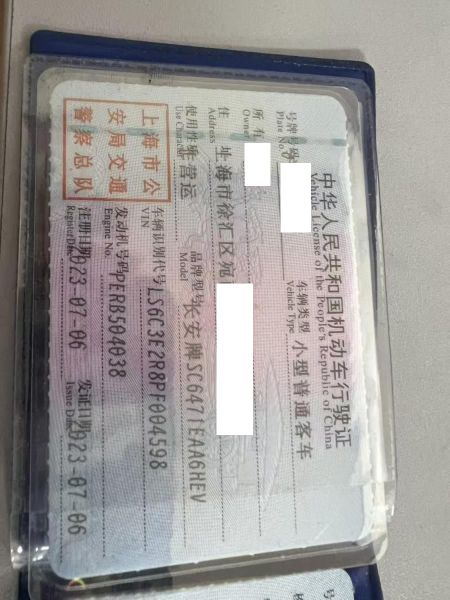 中华人民共和国机动车行驶证
Vehicle License of the People's Republic of China
号牌号码
Plate No.
车辆类型 小型普通客车
Vehicle Type
所有
Owner
住 址
上海市徐汇区宛
Address
使用性质 非营运
Use Character
品牌型号 长安牌SC6471EAA6HEV
Model
上海市公
安局交通
警察总队
车辆识别代号 LS6C3E2R8PF004598
VIN
发动机号码 PERB504038
Engine No.
注册日期 2023-07-06
Register Date
发证日期 2023-07-06
Issue Date